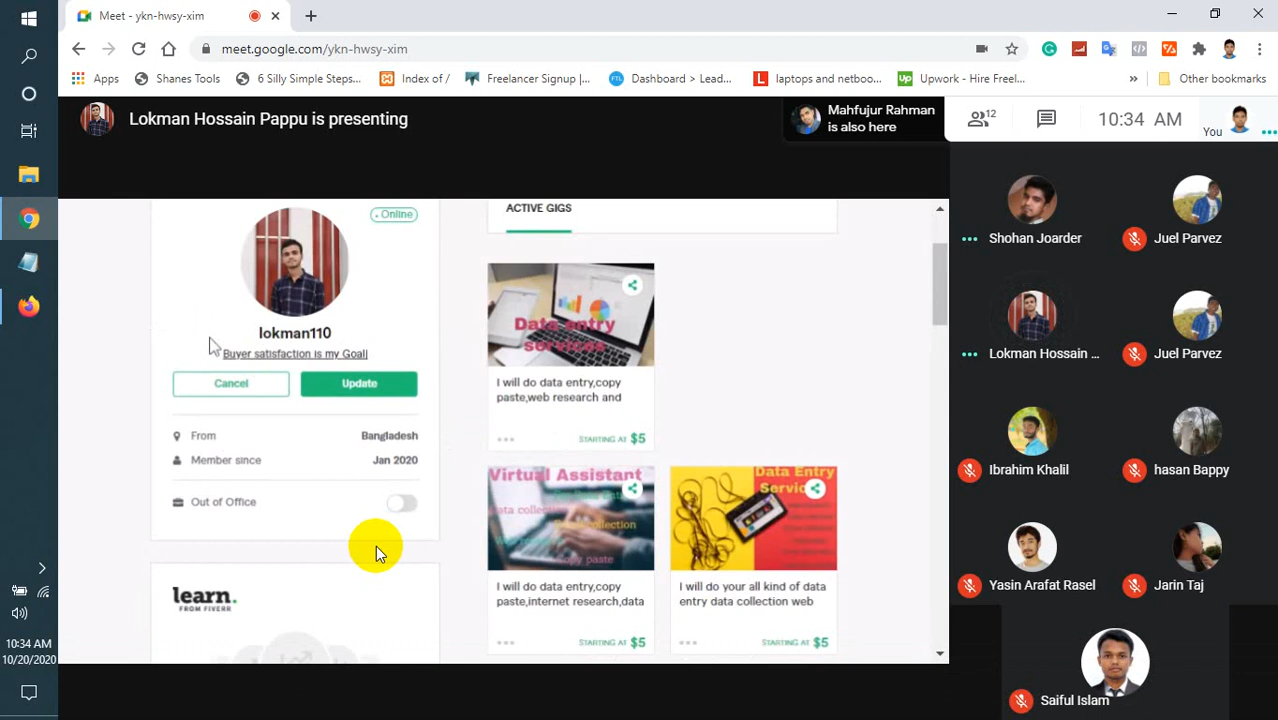 Meet - ykn-hwsy-xim
meet.google.com/ykn-hwsy-xim
Apps
Shanes Tools
6 Silly Simple Steps...
Index of /
Freelancer Signup |...
Dashboard > Lead...
laptops and netboo...
Upwork - Hire Freel...
»
Other bookmarks
Lokman Hossain Pappu is presenting
Mahfujur Rahman
is also here
12
10:34 AM
You
Online
lokman110
Buyer satisfaction is my Goal!
Cancel
Update
From
Bangladesh
Member since
Jan 2020
Out of Office
learn.
FROM FIVERR
ACTIVE GIGS
Data entry
services
I will do data entry,copy
paste,web research and
STARTING AT $5
Virtual Assistant
data collection
Copy paste
I will do data entry,copy
paste,internet research,data
STARTING AT $5
Data Entry
Services
I will do your all kind of data
entry data collection web
STARTING AT $5
Shohan Joarder
Juel Parvez
Lokman Hossain ...
Juel Parvez
Ibrahim Khalil
hasan Bappy
Yasin Arafat Rasel
Jarin Taj
Saiful Islam
10:34 AM
10/20/2020